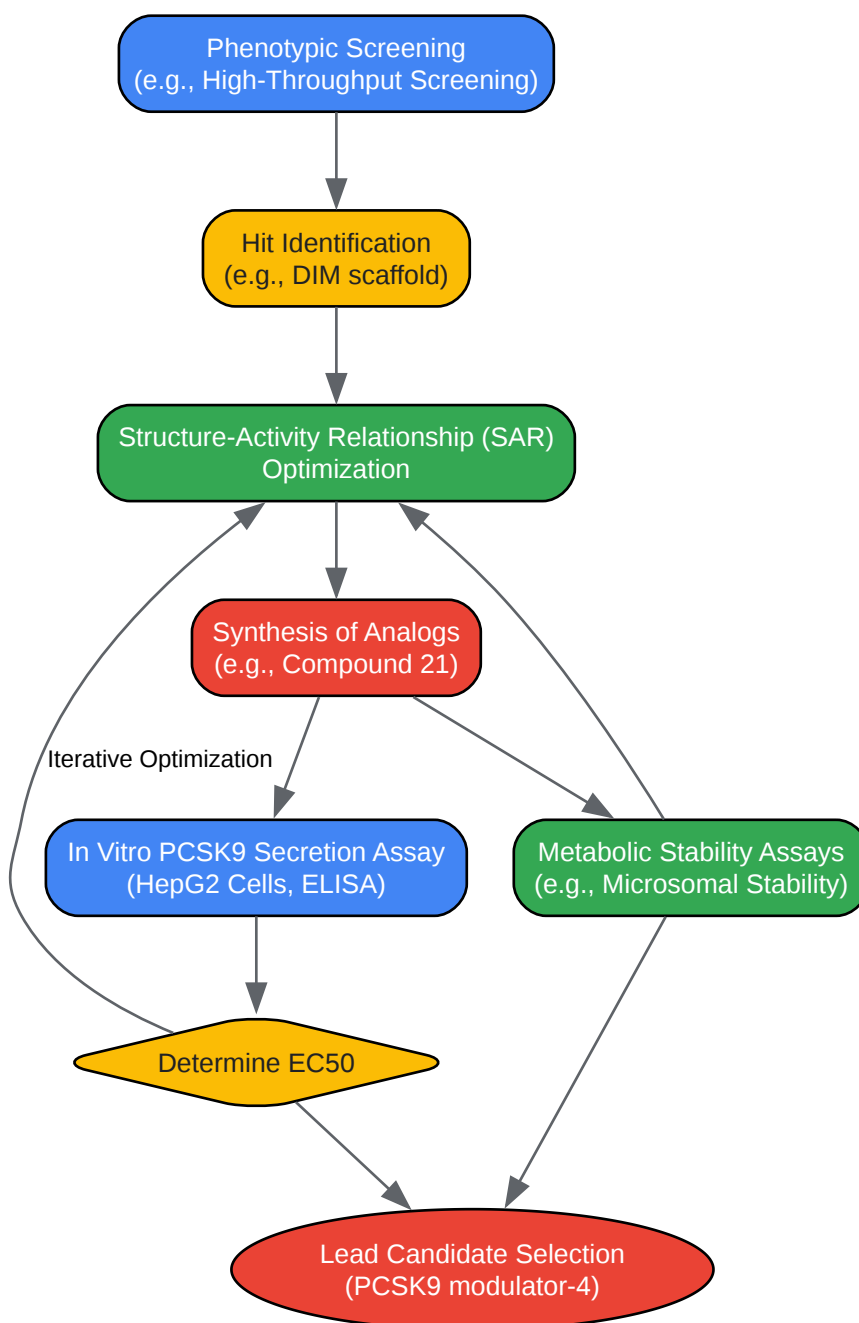 Phenotypic Screening
(e.g., High-Throughput Screening)
Hit Identification
(e.g., DIM scaffold)
Structure-Activity Relationship (SAR)
Optimization
Synthesis of Analogs
(e.g., Compound 21)
Iterative Optimization
In Vitro PCSK9 Secretion Assay
(HepG2 Cells, ELISA)
Metabolic Stability Assays
(e.g., Microsomal Stability)
Determine EC50
Lead Candidate Selection
(PCSK9 modulator-4)